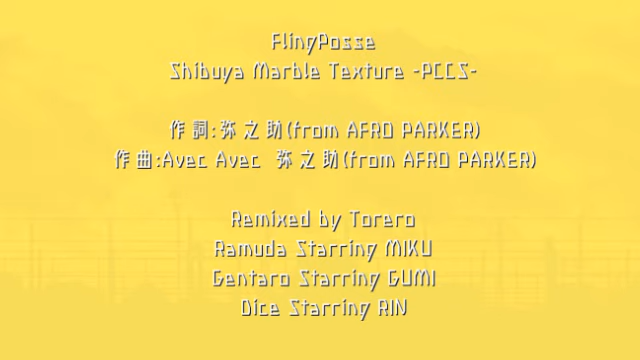 FlingPosse
Shibuya Marble Texture -PCCS-
作詞:弥之助(from AFRO PARKER)
作曲:Avec Avec 弥之助(from AFRO PARKER)
Remixed by Torero
Ramuda Starring MIKU
Gentaro Starring GUMI
Dice Starring RIN